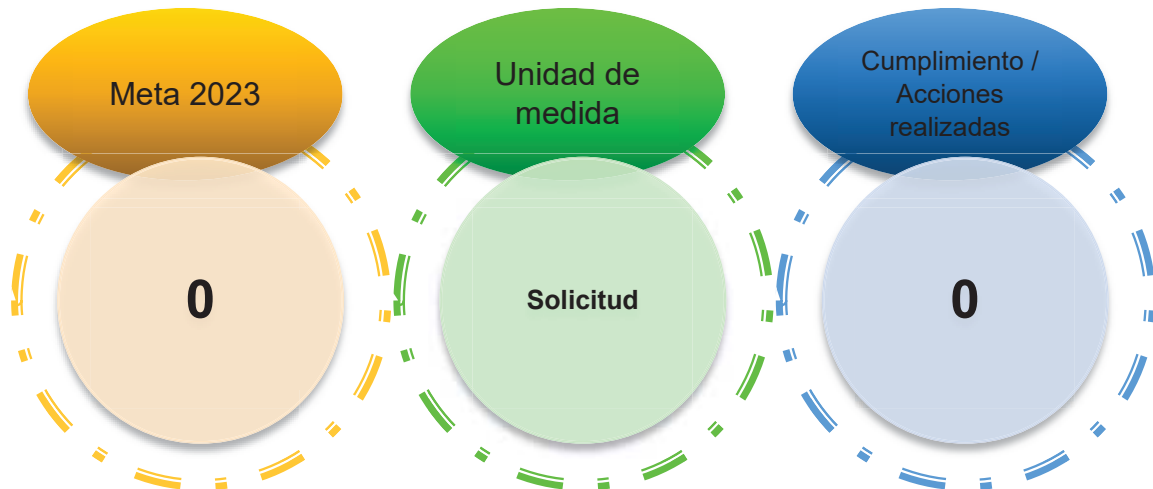 Meta 2023
0
Unidad de
medida
Solicitud
Cumplimiento /
Acciones
realizadas
0